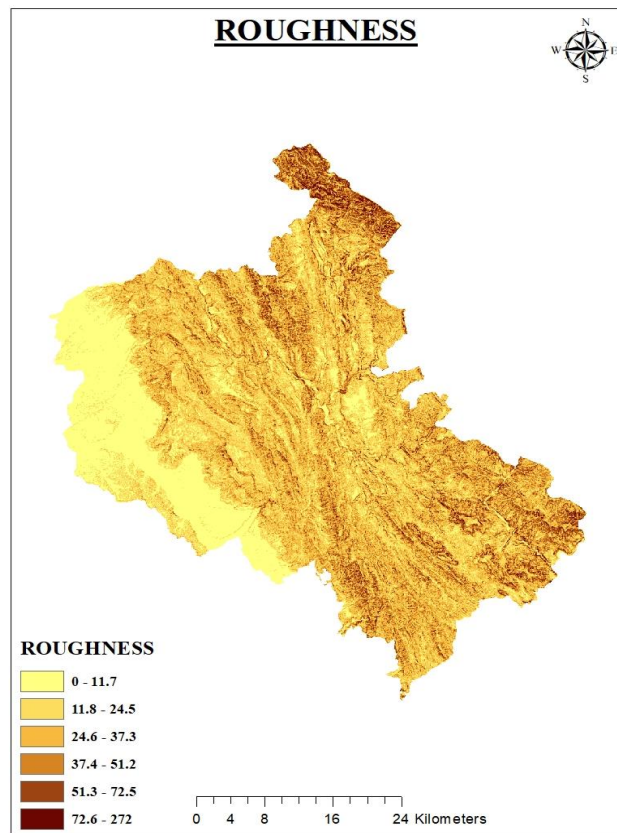 ROUGHNESS
N
W E
S
ROUGHNESS
0 - 11.7
11.8 - 24.5
24.6 - 37.3
37.4 - 51.2
51.3 - 72.5
72.6 - 272
0 4 8 16 24 Kilometers